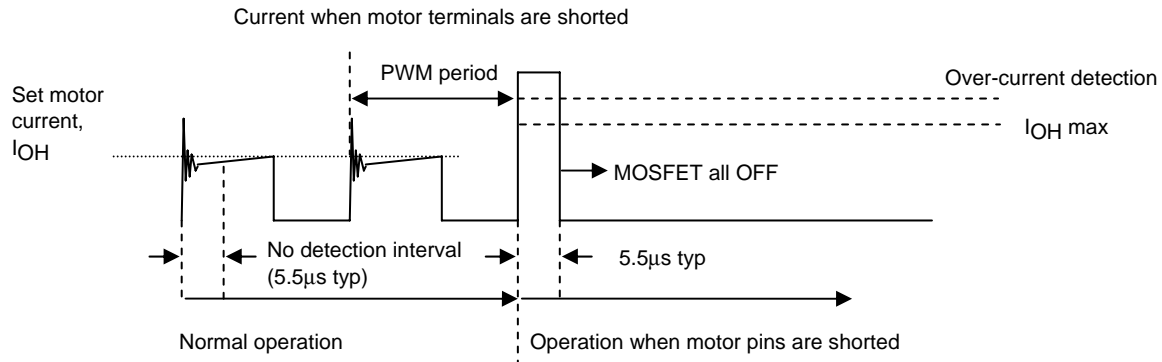 Current when motor terminals are shorted
PWM period
Over-current detection
Set motor
current,
IOH
IOH max
MOSFET all OFF
No detection interval
(5.5μs typ)
5.5μs typ
Normal operation
Operation when motor pins are shorted